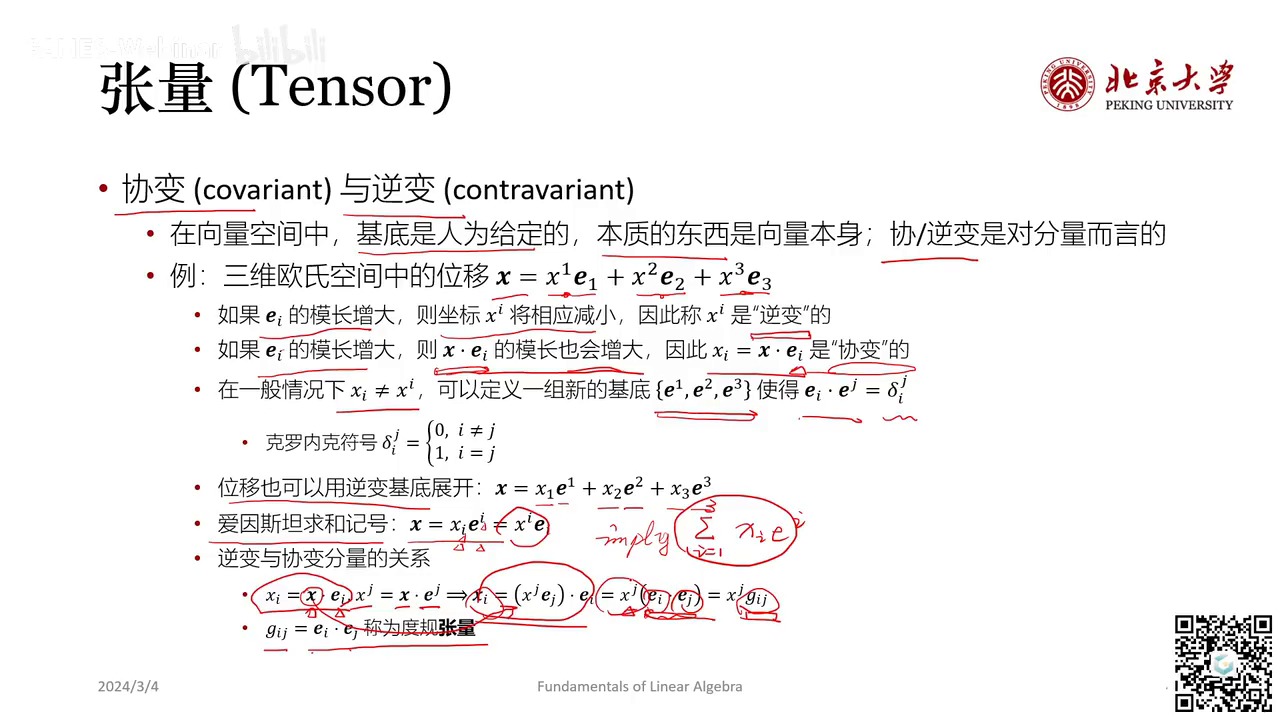 bilibili
张量 (Tensor)
北京大学
PEKING UNIVERSITY
• 协变 (covariant) 与逆变 (contravariant)
• 在向量空间中，基底是人为给定的，本质的东西是向量本身；协/逆变是对分量而言的
• 例：三维欧氏空间中的位移 𝒙 = x¹𝒆₁ + x²𝒆₂ + x³𝒆₃
• 如果 𝒆ᵢ 的模长增大，则坐标 xⁱ 将相应减小，因此称 xⁱ 是“逆变”的
• 如果 𝒆ᵢ 的模长增大，则 𝒙 · 𝒆ᵢ 的模长也会增大，因此 xᵢ = 𝒙 · 𝒆ᵢ 是“协变”的
• 在一般情况下 xᵢ ≠ xⁱ，可以定义一组新的基底 {𝒆¹, 𝒆², 𝒆³} 使得 𝒆ᵢ · 𝒆ʲ = δᵢʲ
• 克罗内克符号 δᵢʲ = {0, i ≠ j
1, i = j
• 位移也可以用逆变基底展开：𝒙 = x₁𝒆¹ + x₂𝒆² + x₃𝒆³
• 爱因斯坦求和记号：𝒙 = xᵢ𝒆ⁱ = xⁱ𝒆ᵢ
imply ∑³ᵢ₌₁ xᵢeⁱ
• 逆变与协变分量的关系
• xᵢ = 𝒙 · 𝒆ᵢ, xʲ = 𝒙 · 𝒆ʲ ⟹ xᵢ = (xʲ𝒆ⱼ) · 𝒆ᵢ = xʲ(𝒆ᵢ · 𝒆ⱼ) = xʲgᵢⱼ
• gᵢⱼ = 𝒆ᵢ · 𝒆ⱼ 称为度规张量
2024/3/4
Fundamentals of Linear Algebra